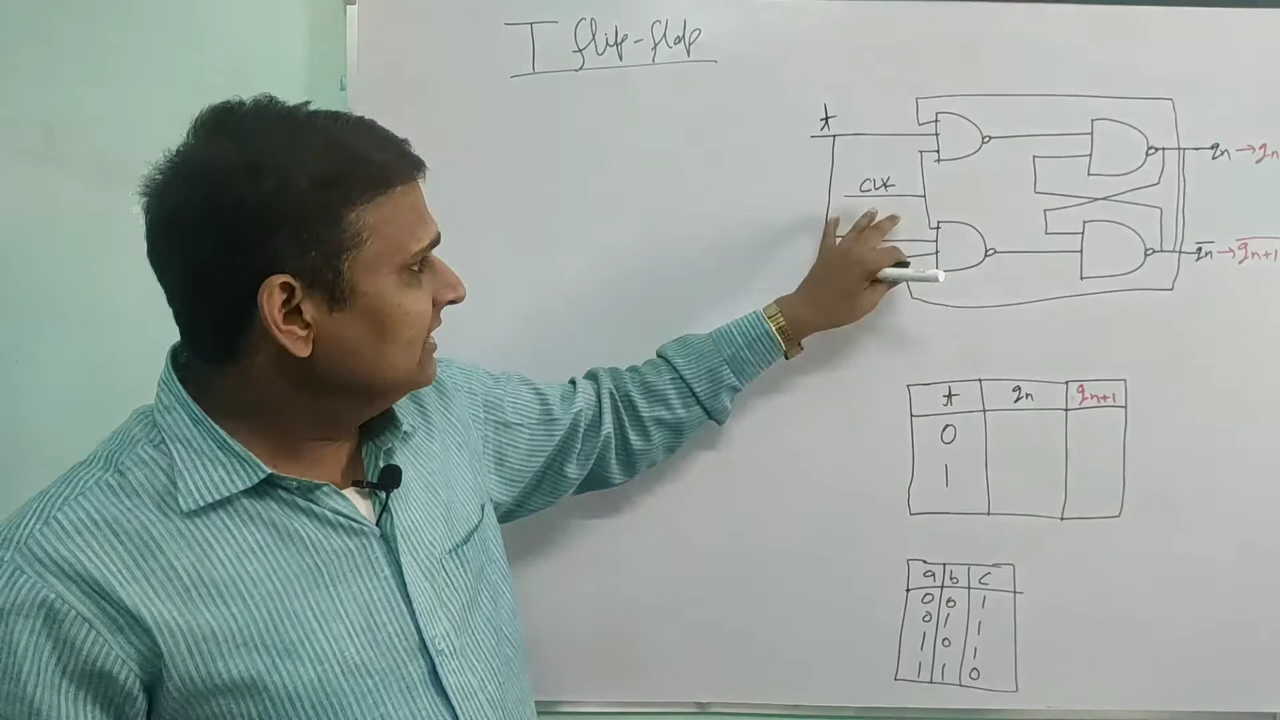 T flip-flop
t
CLK
qn → qn
q̅n̅ → q̅n+1
t qn qn+1
0
1
a b c
0 0 1
0 1 1
1 0 1
1 1 0